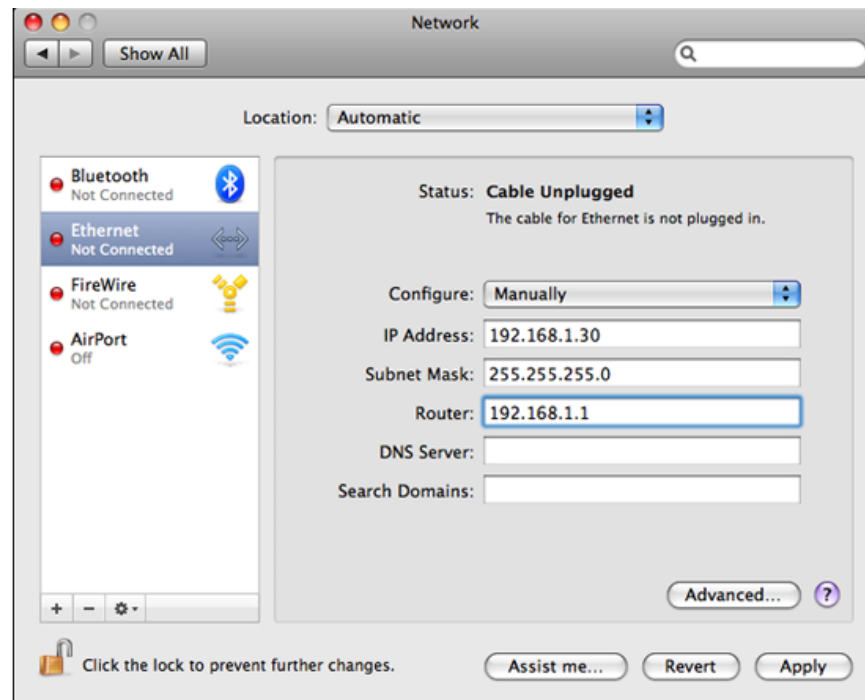 Network
Show All
Location: Automatic
Bluetooth
Not Connected
Ethernet
Not Connected
FireWire
Not Connected
AirPort
Off
Status: Cable Unplugged
The cable for Ethernet is not plugged in.
Configure: Manually
IP Address: 192.168.1.30
Subnet Mask: 255.255.255.0
Router: 192.168.1.1
DNS Server:
Search Domains:
Advanced... ?
Click the lock to prevent further changes.
Assist me... Revert Apply